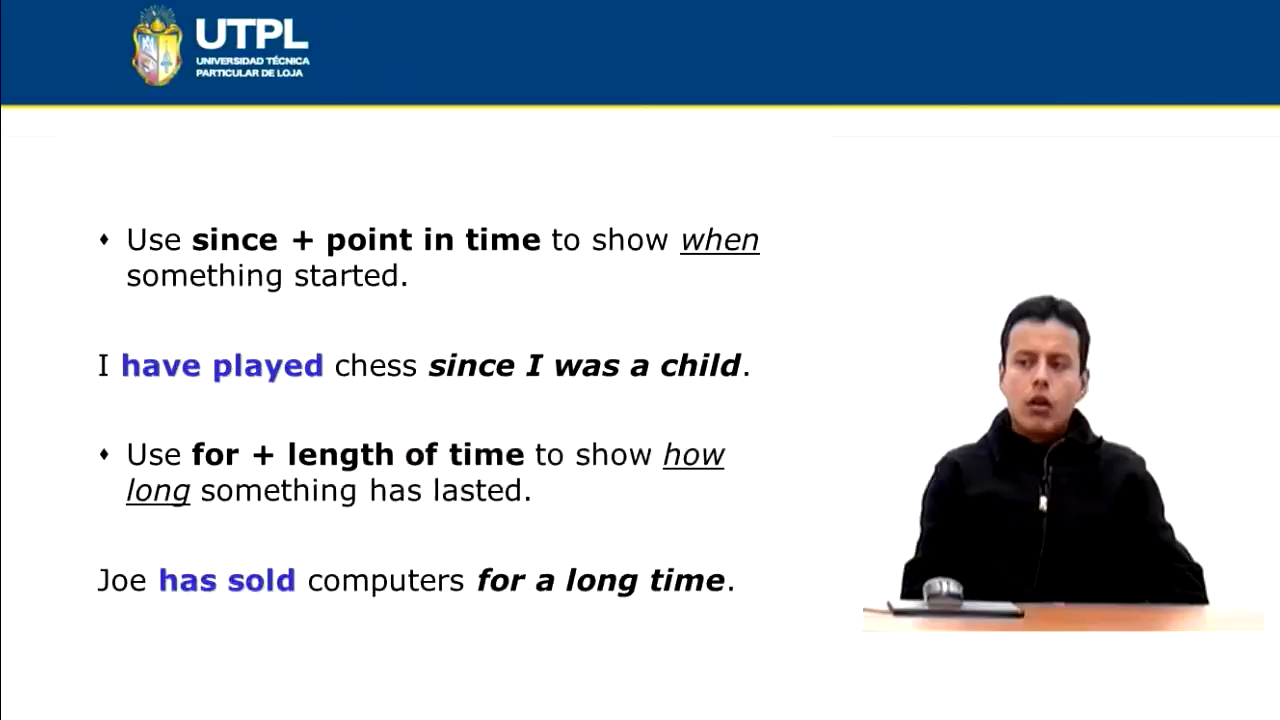 UTPL
UNIVERSIDAD TÉCNICA
PARTICULAR DE LOJA
⬧ Use since + point in time to show when
something started.
I have played chess since I was a child.
⬧ Use for + length of time to show how
long something has lasted.
Joe has sold computers for a long time.